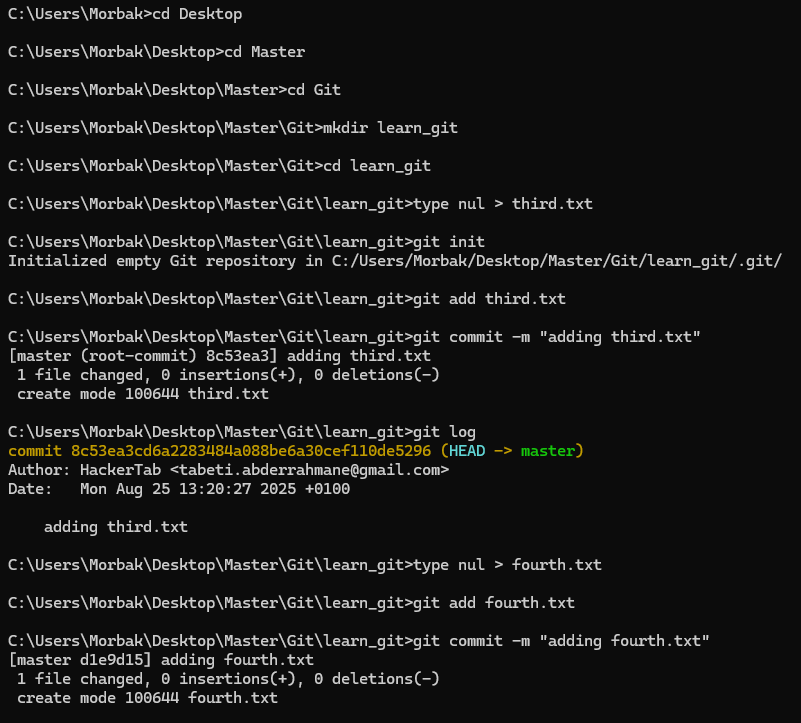 C:\Users\Morbak>cd Desktop
C:\Users\Morbak\Desktop>cd Master
C:\Users\Morbak\Desktop\Master>cd Git
C:\Users\Morbak\Desktop\Master\Git>mkdir learn_git
C:\Users\Morbak\Desktop\Master\Git>cd learn_git
C:\Users\Morbak\Desktop\Master\Git\learn_git>type nul > third.txt
C:\Users\Morbak\Desktop\Master\Git\learn_git>git init
Initialized empty Git repository in C:/Users/Morbak/Desktop/Master/Git/learn_git/.git/
C:\Users\Morbak\Desktop\Master\Git\learn_git>git add third.txt
C:\Users\Morbak\Desktop\Master\Git\learn_git>git commit -m "adding third.txt"
[master (root-commit) 8c53ea3] adding third.txt
 1 file changed, 0 insertions(+), 0 deletions(-)
 create mode 100644 third.txt
C:\Users\Morbak\Desktop\Master\Git\learn_git>git log
commit 8c53ea3cd6a2283484a088be6a30cef110de5296 (HEAD -> master)
Author: HackerTab <tabeti.abderrahmane@gmail.com>
Date:   Mon Aug 25 13:20:27 2025 +0100
    adding third.txt
C:\Users\Morbak\Desktop\Master\Git\learn_git>type nul > fourth.txt
C:\Users\Morbak\Desktop\Master\Git\learn_git>git add fourth.txt
C:\Users\Morbak\Desktop\Master\Git\learn_git>git commit -m "adding fourth.txt"
[master d1e9d15] adding fourth.txt
 1 file changed, 0 insertions(+), 0 deletions(-)
 create mode 100644 fourth.txt